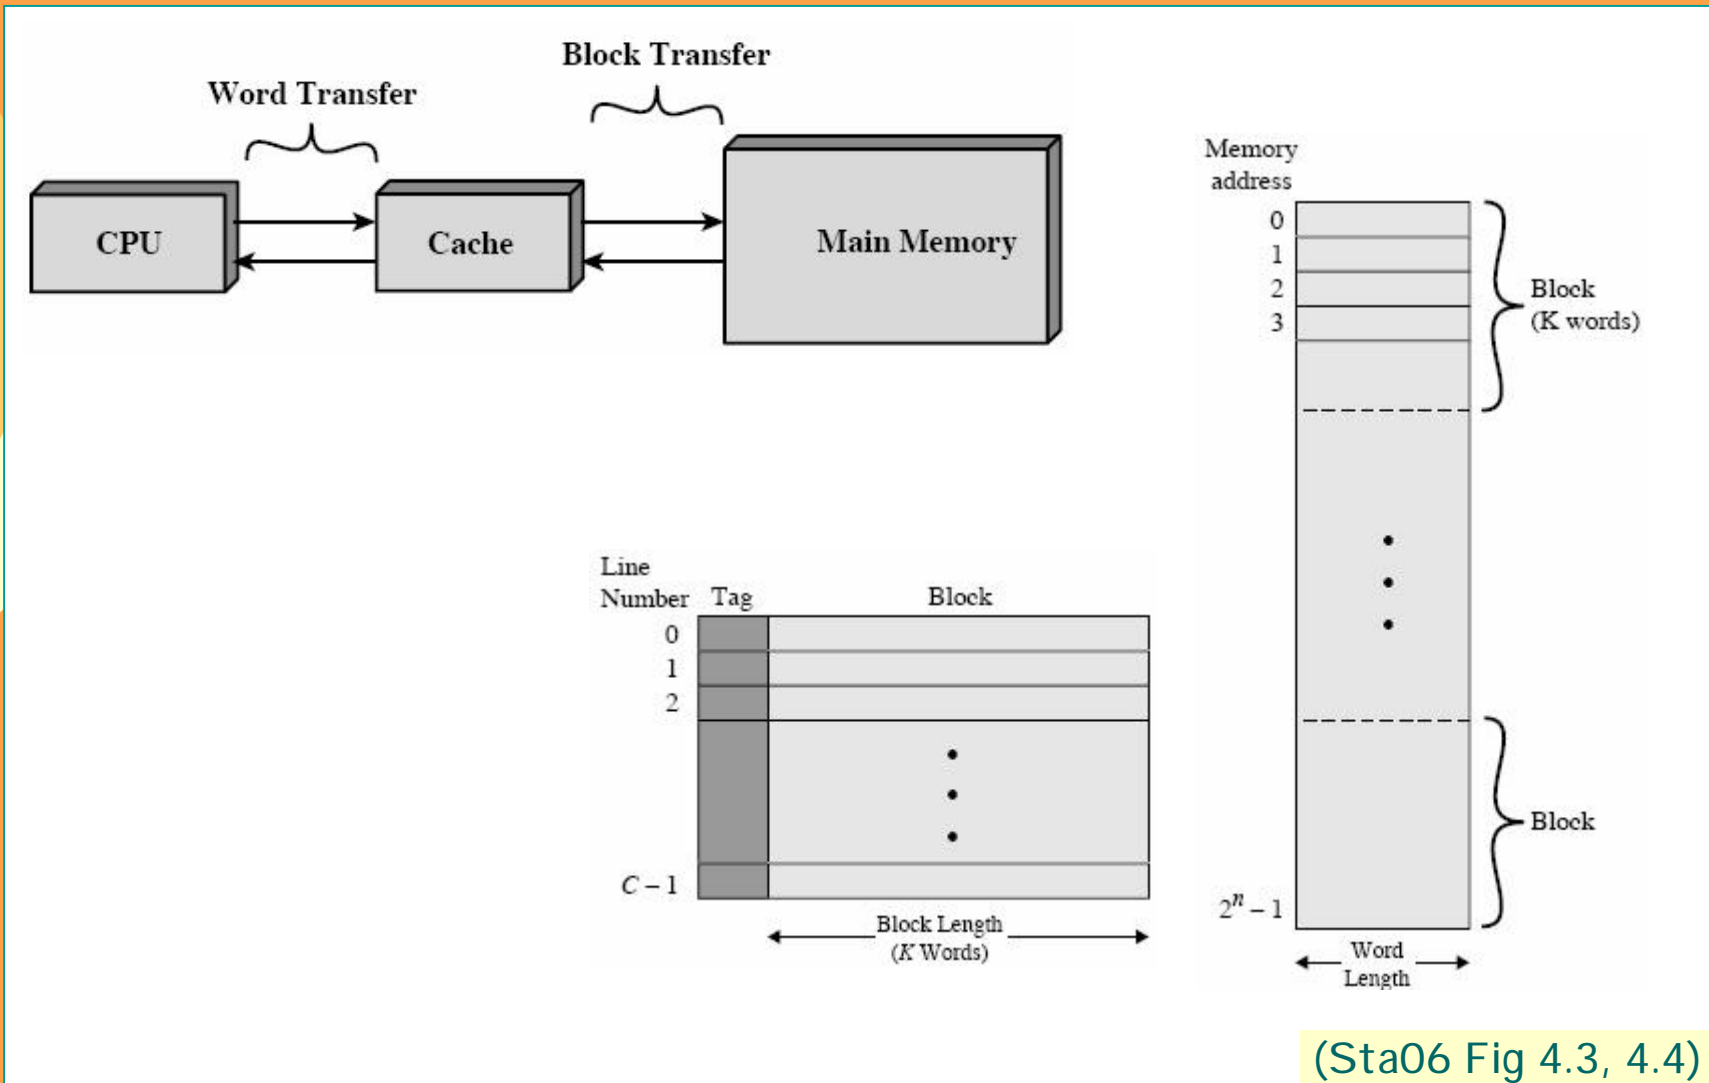 Block Transfer
Word Transfer
CPU
Cache
Main Memory
Memory
address
0
1
2
3
Block
(K words)
Block
2^n – 1
Word
Length
Line
Number
Tag
Block
0
1
2
C – 1
Block Length
(K Words)
(Sta06 Fig 4.3, 4.4)